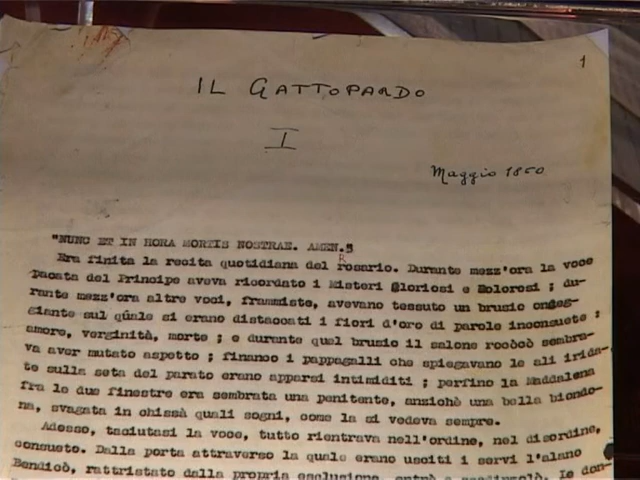 1
IL GATTOPARDO
I
Maggio 1860
"NUNC ET IN HORA MORTIS NOSTRAE. AMEN.
Era finita la recita quotidiana del Rosario. Durante mezz'ora la voce
pacata del Principe aveva ricordato i Misteri Gloriosi e Dolorosi ; du-
rante mezz'ora altre voci, frammiste, avevano tessuto un brusio ondeg-
giante sul qûale si erano distaccati i fiori d'oro di parole inconsuete :
amore, verginità, morte ; e durante quel brusio il salone rococò sembra-
va aver mutato aspetto ; financo i pappagalli che spiegavano le ali irida-
te sulla seta del parato erano apparsi intimiditi ; perfino la Maddalena
fra le due finestre era sembrata una penitente, anzichè una bella biondo-
na, svagata in chissà quali sogni, come la si vedeva sempre.
Adesso, taciutasi la voce, tutto rientrava nell'ordine, nel disordine,
consueto. Dalla porta attraverso la quale erano usciti i servi l'alano
Bendicò, rattristato dalla propria esclusione, entrò e scodinzolò. Le don-